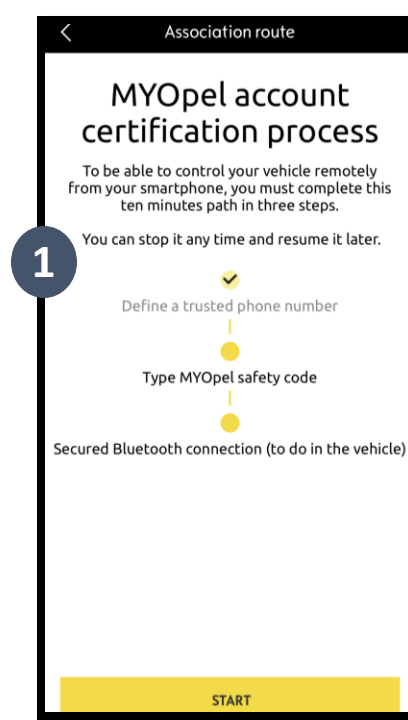 Association route
MYOpel account
certification process
To be able to control your vehicle remotely
from your smartphone, you must complete this
ten minutes path in three steps.
You can stop it any time and resume it later.
1
Define a trusted phone number
Type MYOpel safety code
Secured Bluetooth connection (to do in the vehicle)
START